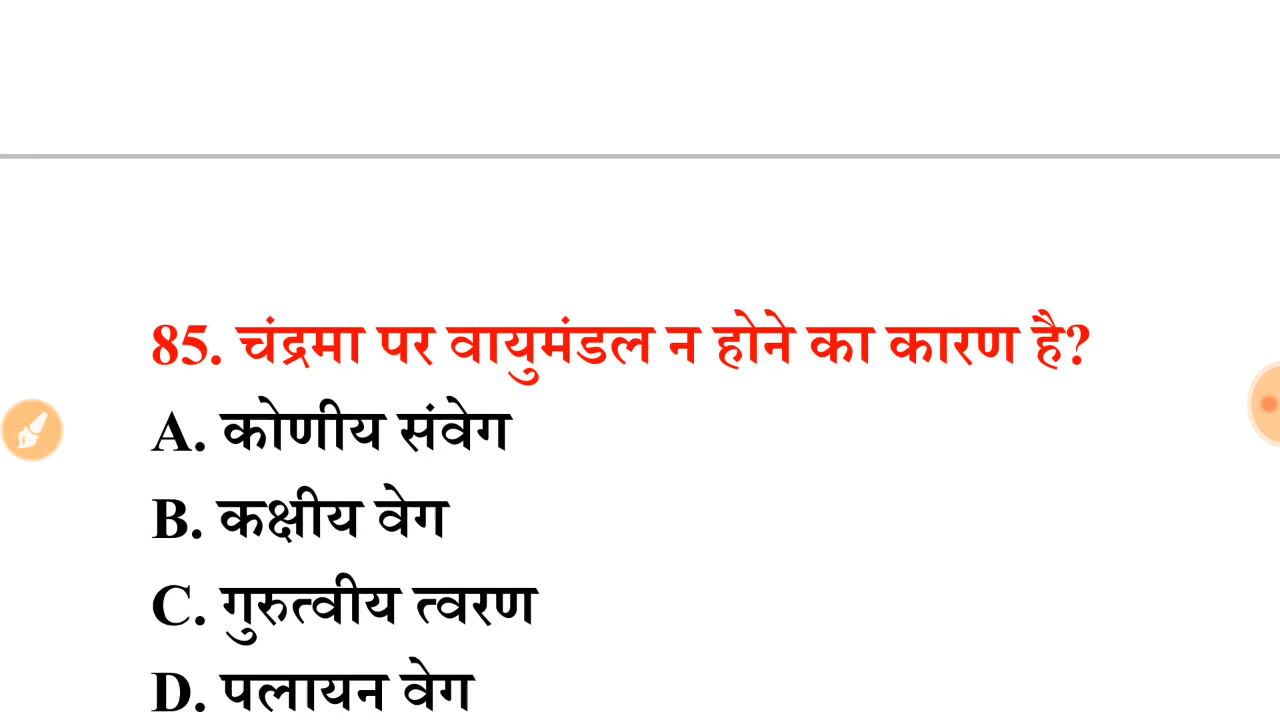 85. चंद्रमा पर वायुमंडल न होने का कारण है?
A. कोणीय संवेग
B. कक्षीय वेग
C. गुरुत्वीय त्वरण
D. पलायन वेग